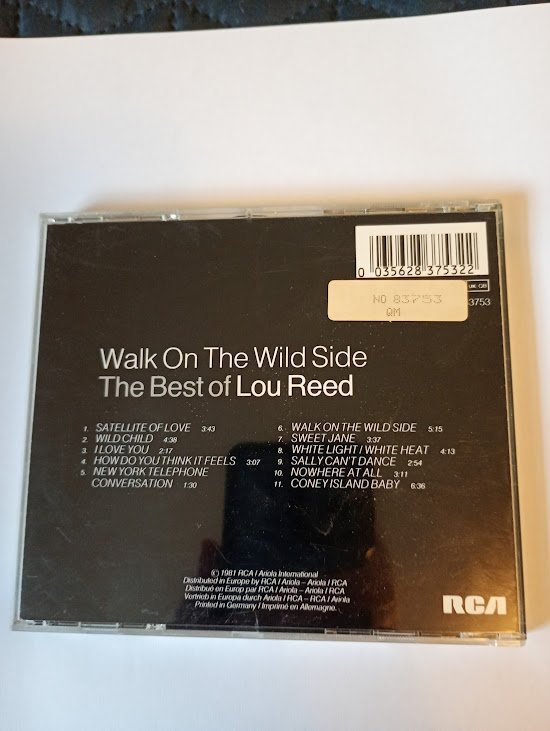 0 035628 375322
UK GB
NO 83753
QM
3753
Walk On The Wild Side
The Best of Lou Reed
1. SATELLITE OF LOVE 3:43
2. WILD CHILD 4:38
3. I LOVE YOU 2:17
4. HOW DO YOU THINK IT FEELS 3:07
5. NEW YORK TELEPHONE
CONVERSATION 1:30
6. WALK ON THE WILD SIDE 5:15
7. SWEET JANE 3:37
8. WHITE LIGHT / WHITE HEAT 4:13
9. SALLY CAN'T DANCE 2:54
10. NOWHERE AT ALL 3:11
11. CONEY ISLAND BABY 6:36
℗ 1981 RCA / Ariola International
Distributed in Europe by RCA / Ariola – Ariola / RCA
Distribué en Europe par RCA / Ariola – Ariola / RCA
Vertrieb in Europa durch Ariola / RCA – RCA / Ariola
Printed in Germany / Imprimé en Allemagne.
RCA